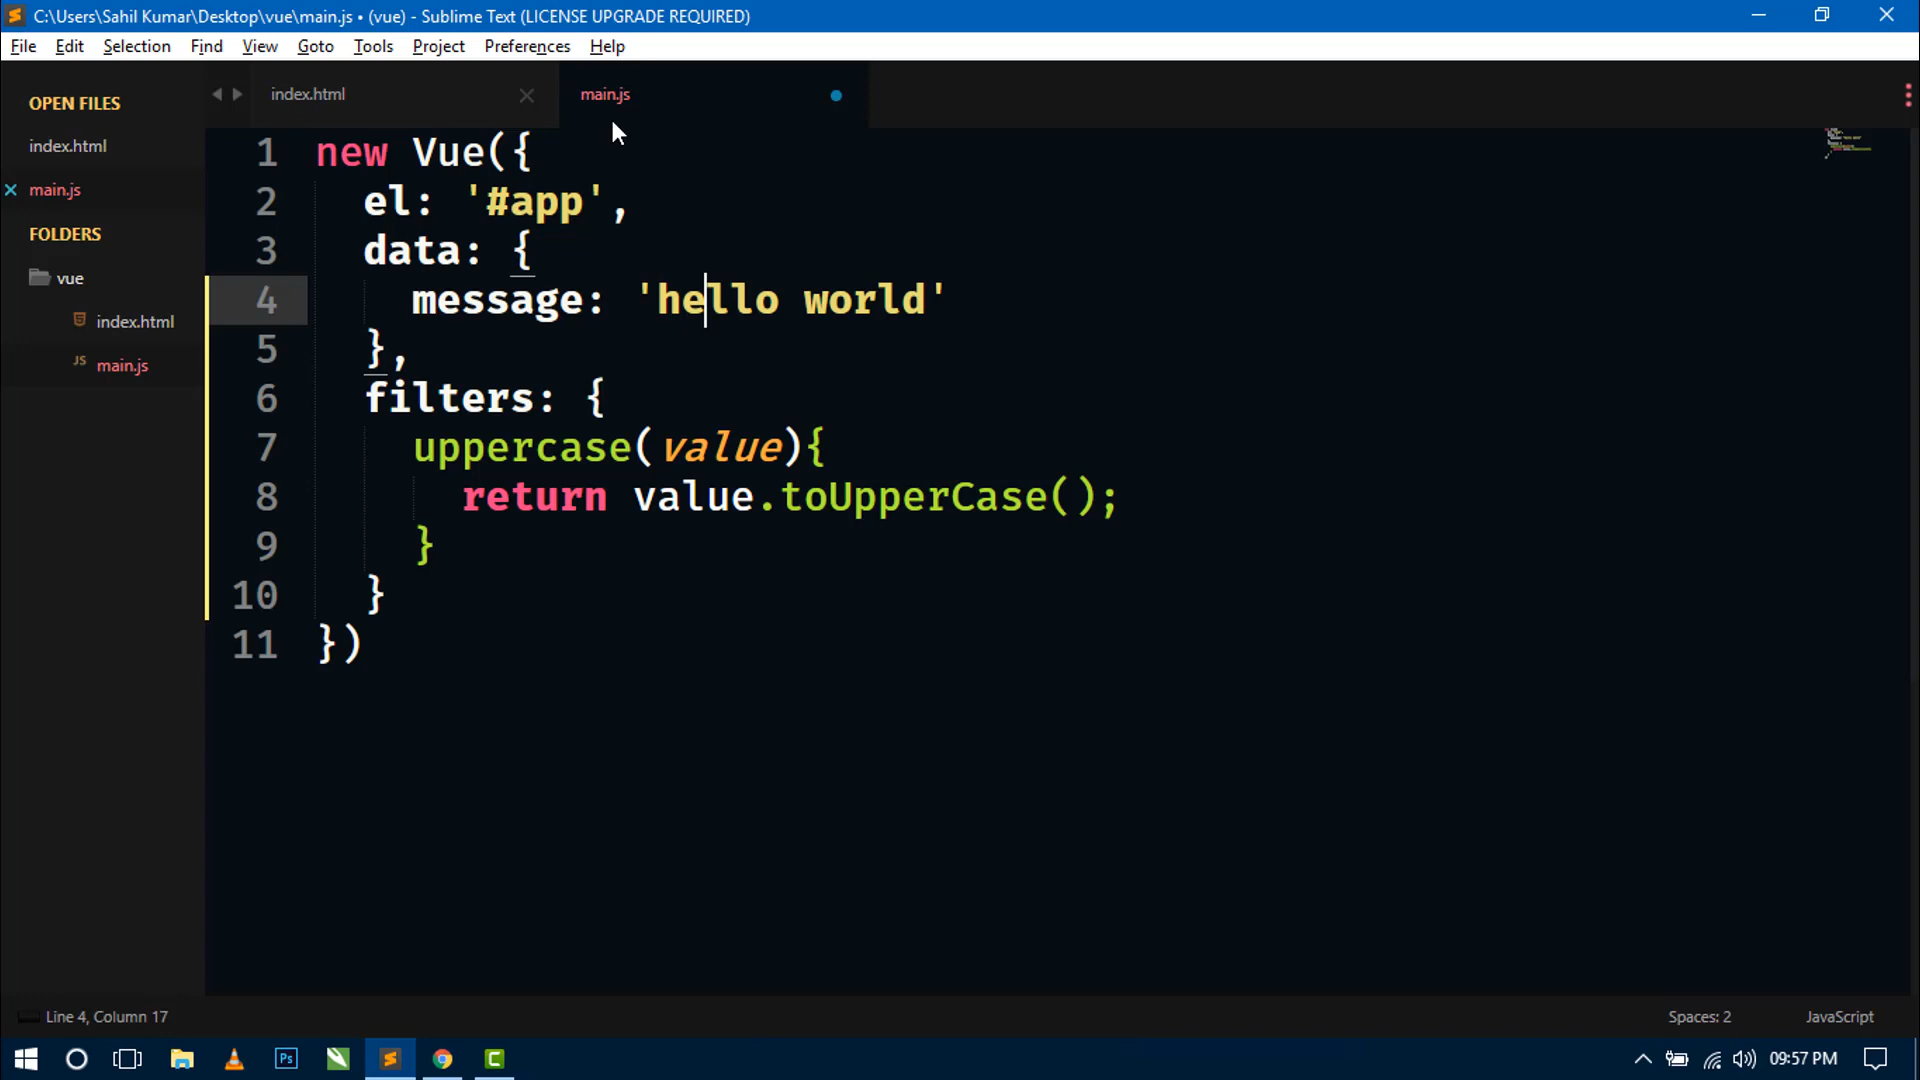 C:\Users\Sahil Kumar\Desktop\vue\main.js • (vue) - Sublime Text (LICENSE UPGRADE REQUIRED)
File Edit Selection Find View Goto Tools Project Preferences Help
OPEN FILES
index.html
main.js
FOLDERS
vue
index.html
JS main.js
index.html main.js
1 new Vue({
2 el: '#app',
3 data: {
4 message: 'hello world'
5 },
6 filters: {
7 uppercase(value){
8 return value.toUpperCase();
9 }
10 }
11 })
Line 4, Column 17 Spaces: 2 JavaScript
Ps 09:57 PM